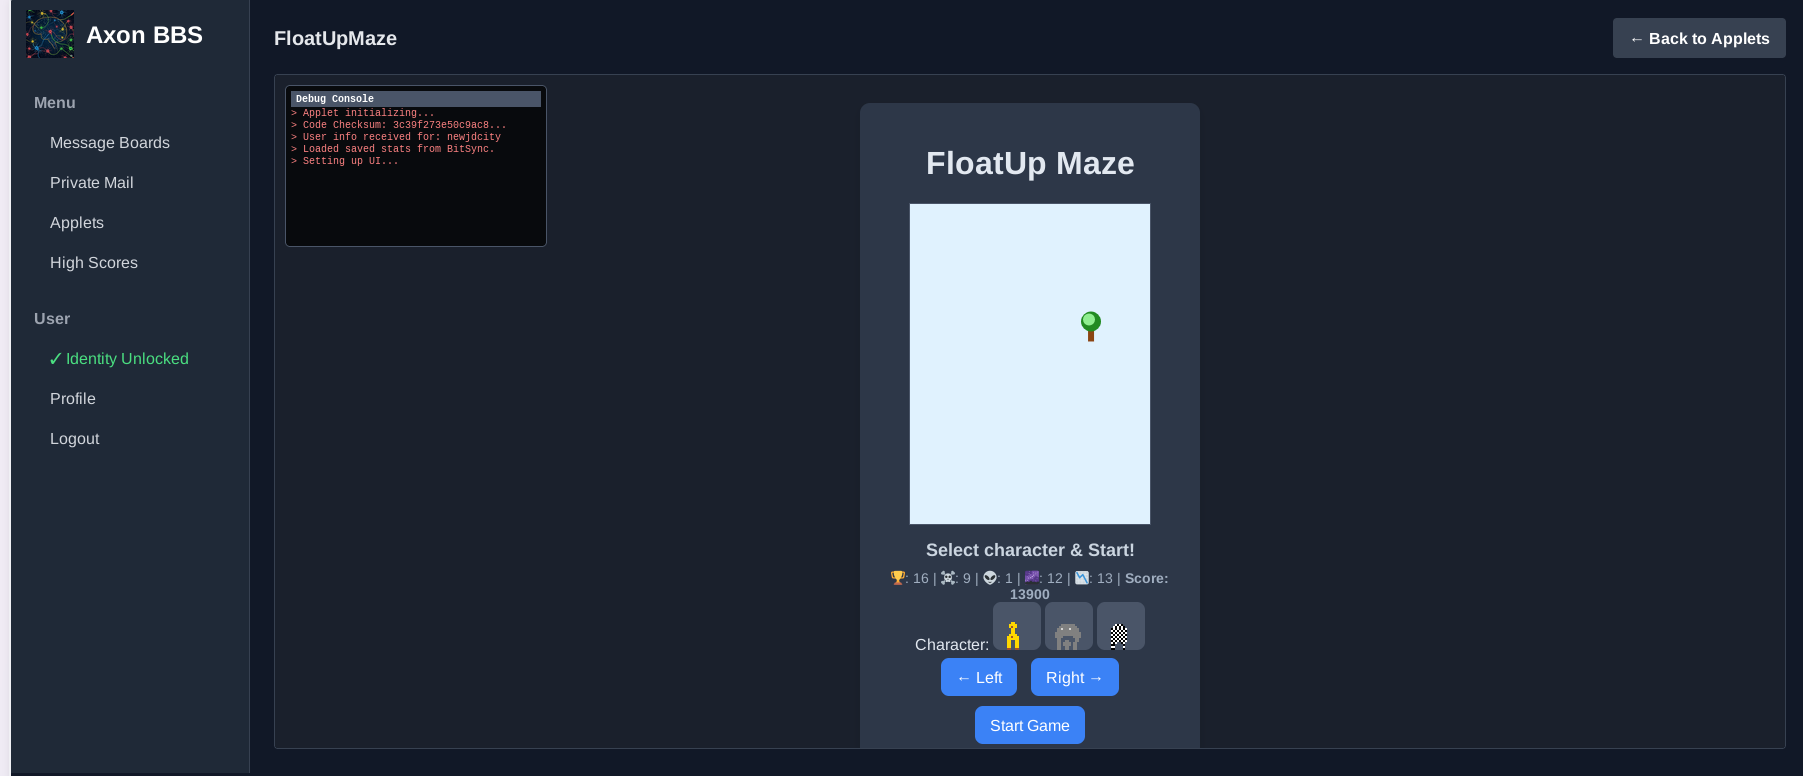 Axon BBS
Menu
Message Boards
Private Mail
Applets
High Scores
User
✓ Identity Unlocked
Profile
Logout
FloatUpMaze
← Back to Applets
Debug Console
> Applet initializing...
> Code Checksum: 3c39f273e50c9ac8...
> User info received for: newjdcity
> Loaded saved stats from BitSync.
> Setting up UI...
FloatUp Maze
Select character & Start!
🏆: 16 | ☠️: 9 | 👽: 1 | 🌌: 12 | 📉: 13 | Score:
13900
Character:
← Left
Right →
Start Game